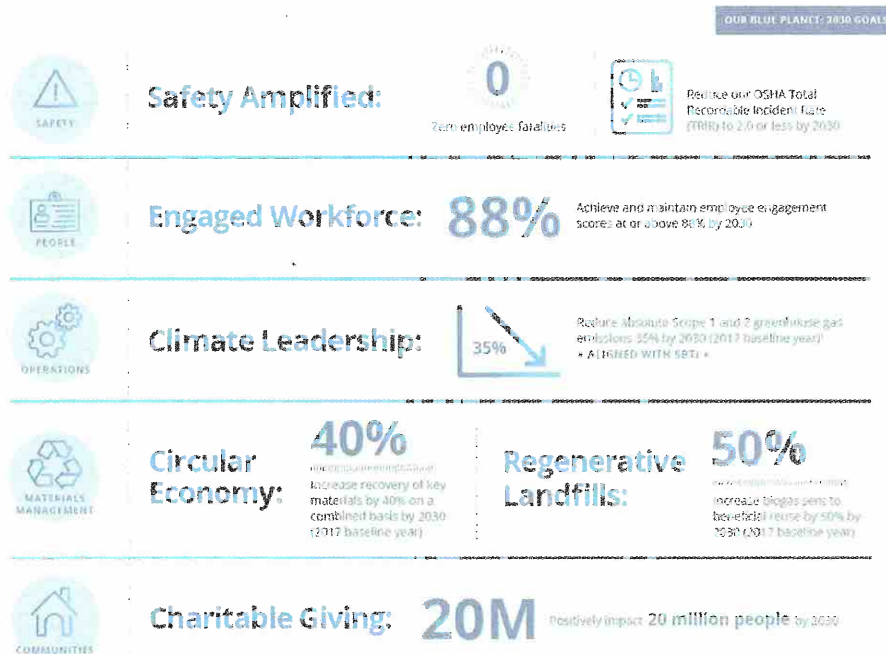 OUR BLUE PLANET: 2030 GOALS
SAFETY
Safety Amplified:
0
Zero employee fatalities
Reduce our OSHA Total
Recordable Incident Rate
(TRIR) to 2.0 or less by 2030
PEOPLE
Engaged Workforce:
88%
Achieve and maintain employee engagement
scores at or above 88% by 2030
OPERATIONS
Climate Leadership:
35%
Reduce absolute Scope 1 and 2 greenhouse gas
emissions 35% by 2030 (2017 baseline year)
• ALIGNED WITH SBTi •
MATERIALS
MANAGEMENT
Circular
Economy:
40%
Increase recovery of key
materials by 40% on a
combined basis by 2030
(2017 baseline year)
Regenerative
Landfills:
50%
Increase biogas sent to
beneficial reuse by 50% by
2030 (2017 baseline year)
COMMUNITIES
Charitable Giving:
20M
Positively impact 20 million people by 2030